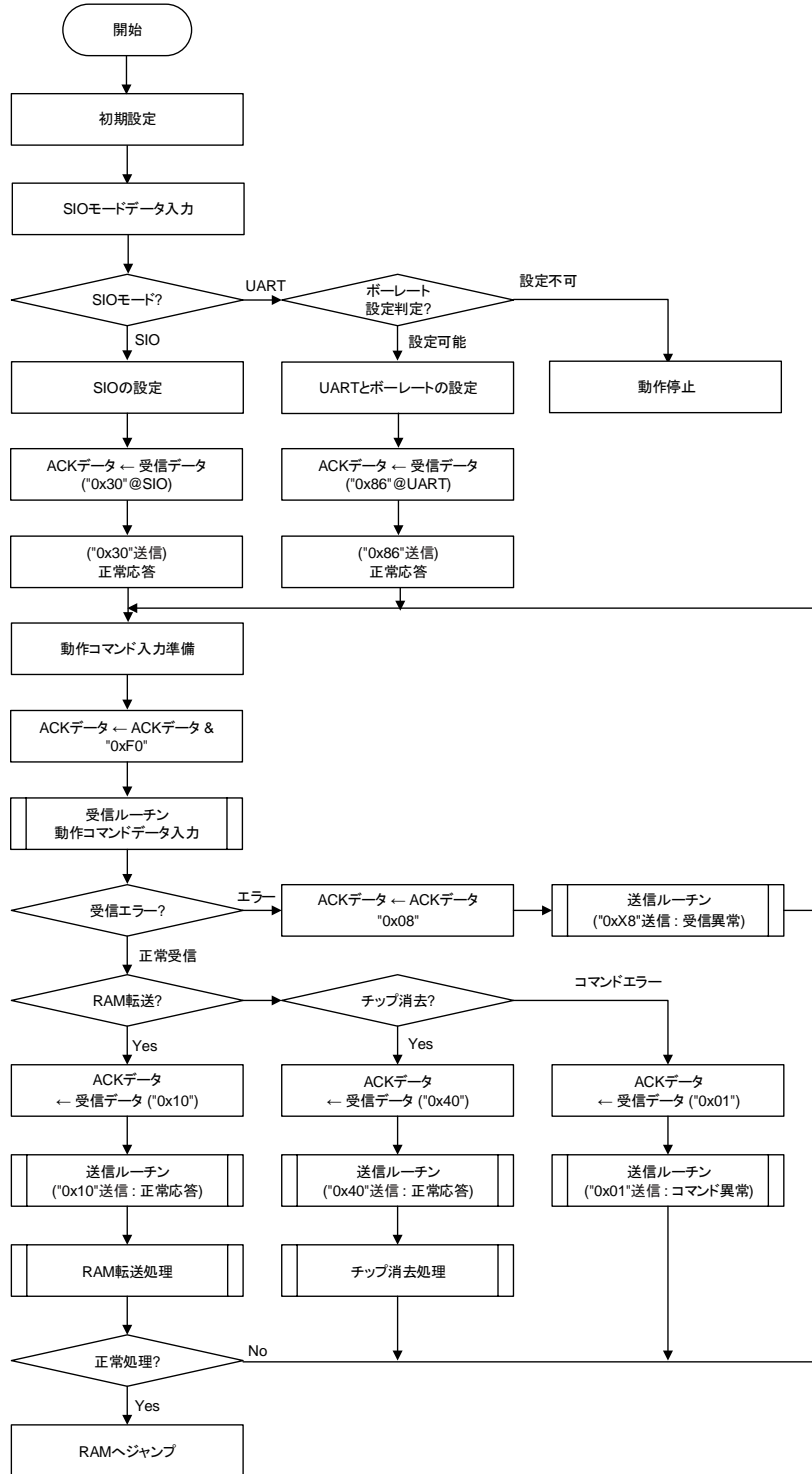 開始
初期設定
SIOモードデータ入力
SIOモード?
UART
ボーレート
設定判定?
設定不可
SIO
設定可能
SIOの設定
UARTとボーレートの設定
動作停止
ACKデータ ← 受信データ
("0x30"@SIO)
ACKデータ ← 受信データ
("0x86"@UART)
("0x30"送信)
正常応答
("0x86"送信)
正常応答
動作コマンド入力準備
ACKデータ ← ACKデータ &
"0xF0"
受信ルーチン
動作コマンドデータ入力
受信エラー?
エラー
ACKデータ ← ACKデータ
"0x08"
送信ルーチン
("0xX8"送信 : 受信異常)
正常受信
RAM転送?
チップ消去?
コマンドエラー
Yes
Yes
ACKデータ
← 受信データ ("0x10")
ACKデータ
← 受信データ ("0x40")
ACKデータ
← 受信データ ("0x01")
送信ルーチン
("0x10"送信 : 正常応答)
送信ルーチン
("0x40"送信 : 正常応答)
送信ルーチン
("0x01"送信 : コマンド異常)
RAM転送処理
チップ消去処理
正常処理?
No
Yes
RAMへジャンプ